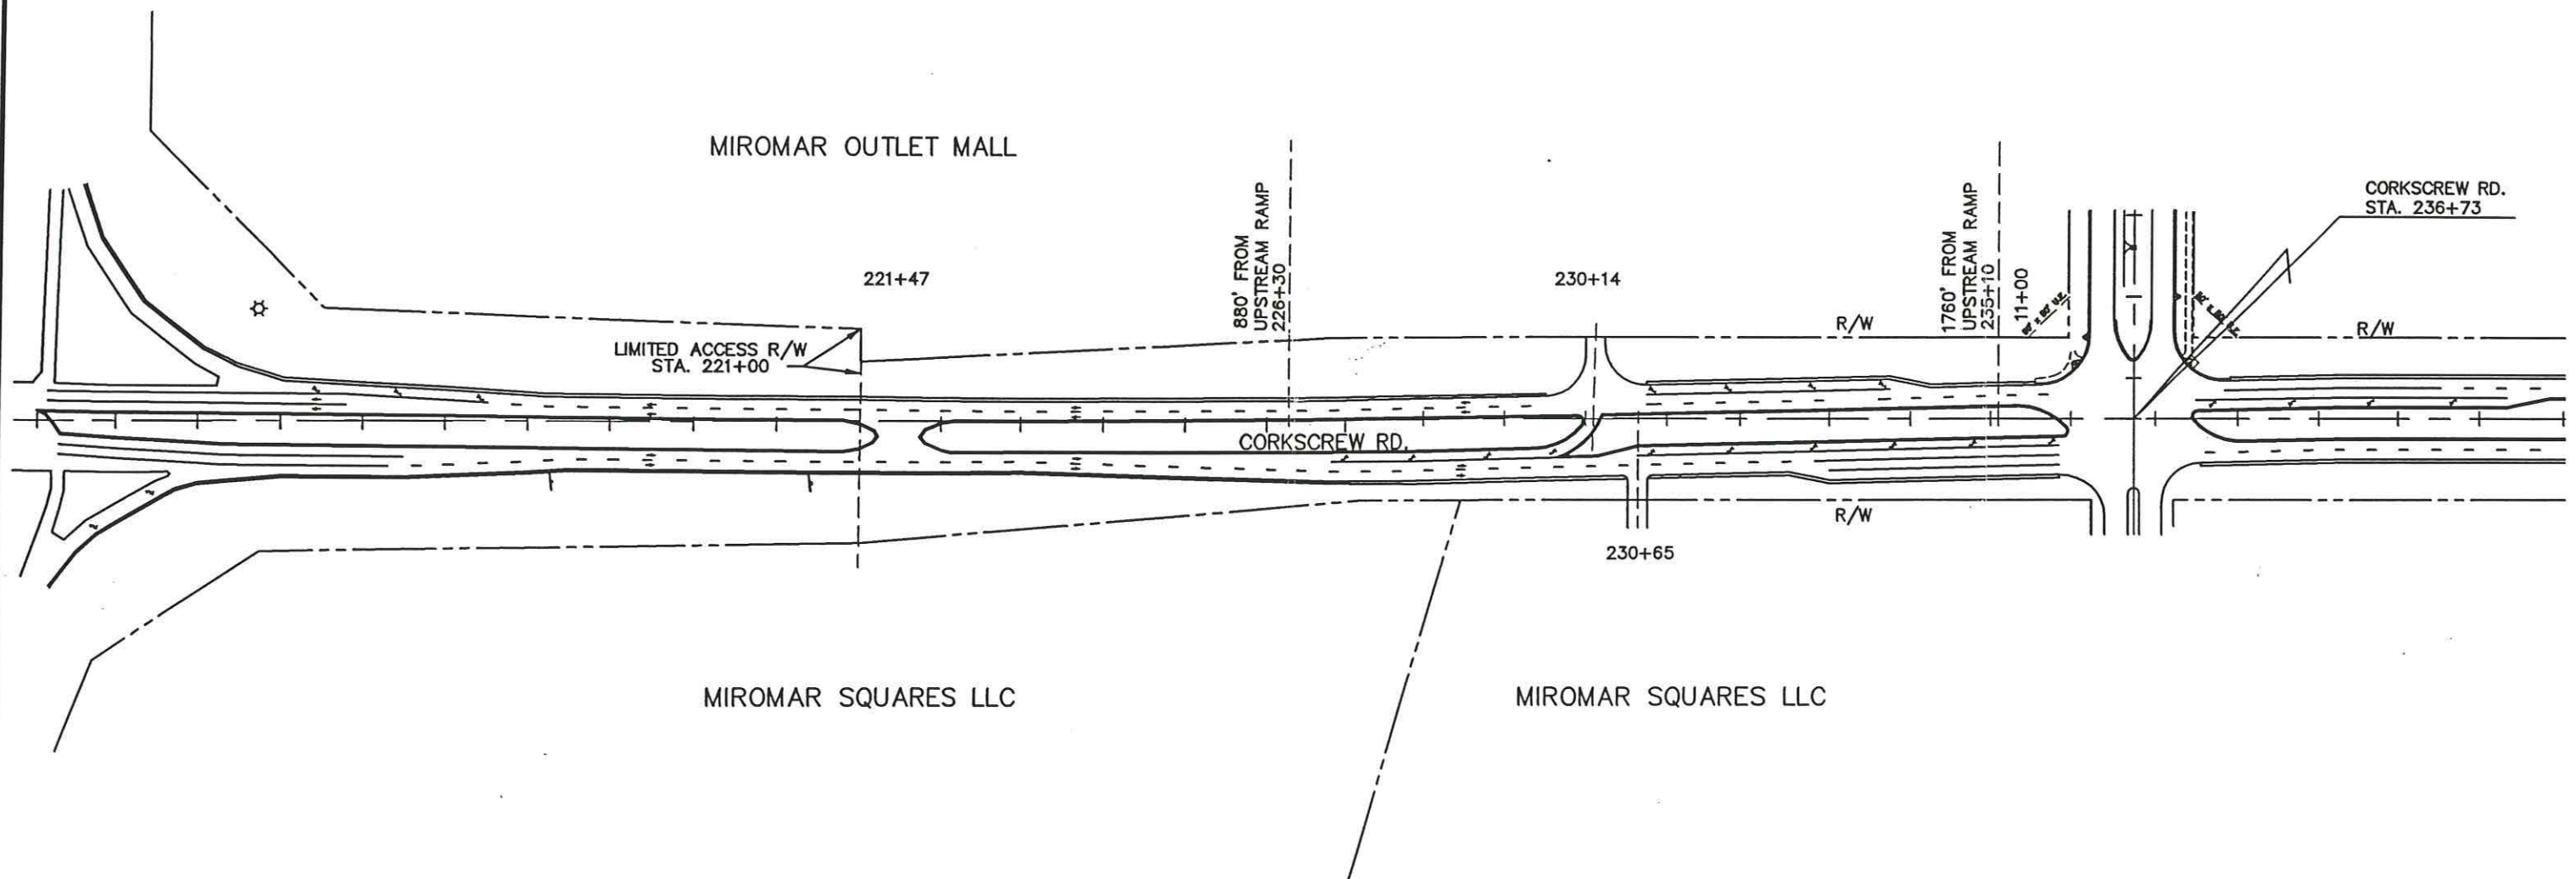 MIROMAR OUTLET MALL
CORKSCREW RD.
STA. 236+73
221+47
880' FROM
UPSTREAM RAMP
226+30
230+14
1760' FROM
UPSTREAM RAMP
235+10
11+00
R/W
R/W
LIMITED ACCESS R/W
STA. 221+00
CORKSCREW RD.
R/W
230+65
MIROMAR SQUARES LLC
MIROMAR SQUARES LLC